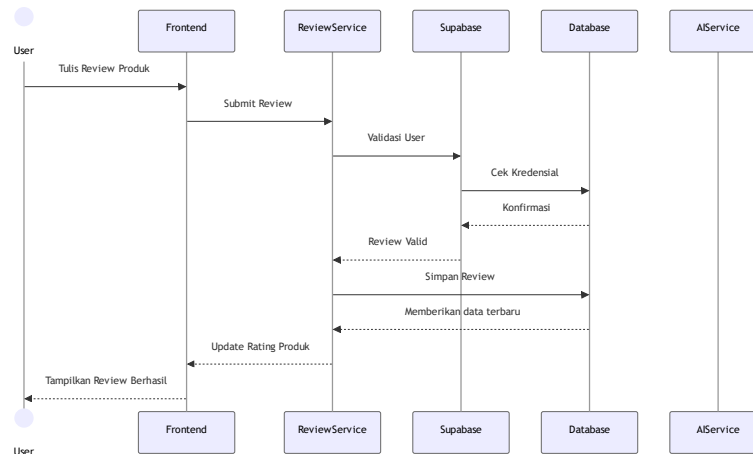 User
Frontend
ReviewService
Supabase
Database
AIService
Tulis Review Produk
Submit Review
Validasi User
Cek Kredensial
Konfirmasi
Review Valid
Simpan Review
Memberikan data terbaru
Update Rating Produk
Tampilkan Review Berhasil
User
Frontend
ReviewService
Supabase
Database
AIService